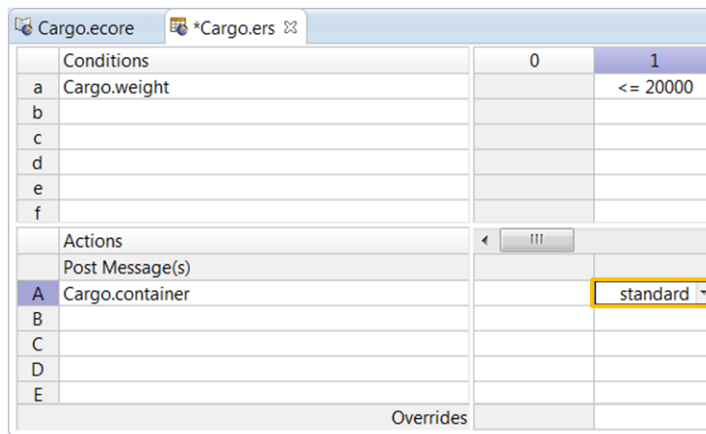 Cargo.ecore *Cargo.ers
Conditions 0 1
a Cargo.weight <= 20000
b
c
d
e
f
Actions
Post Message(s)
A Cargo.container standard
B
C
D
E
Overrides